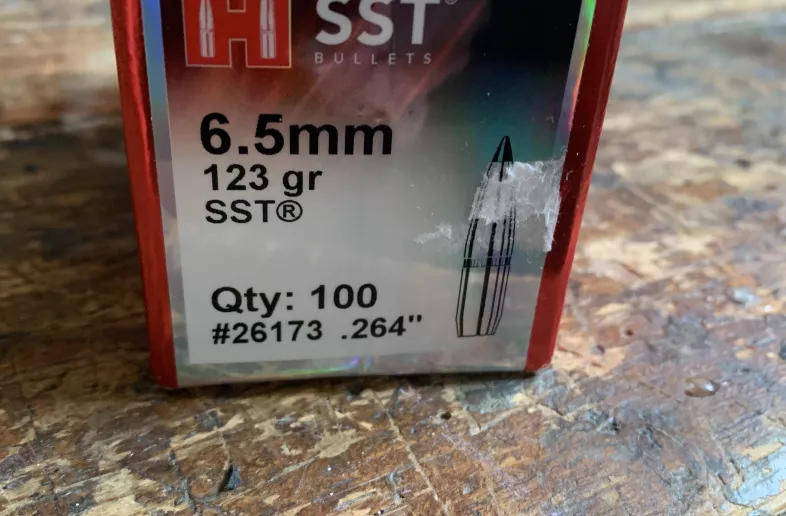 H
SST®
BULLETS
6.5mm
123 gr
SST®
Qty: 100
#26173 .264"